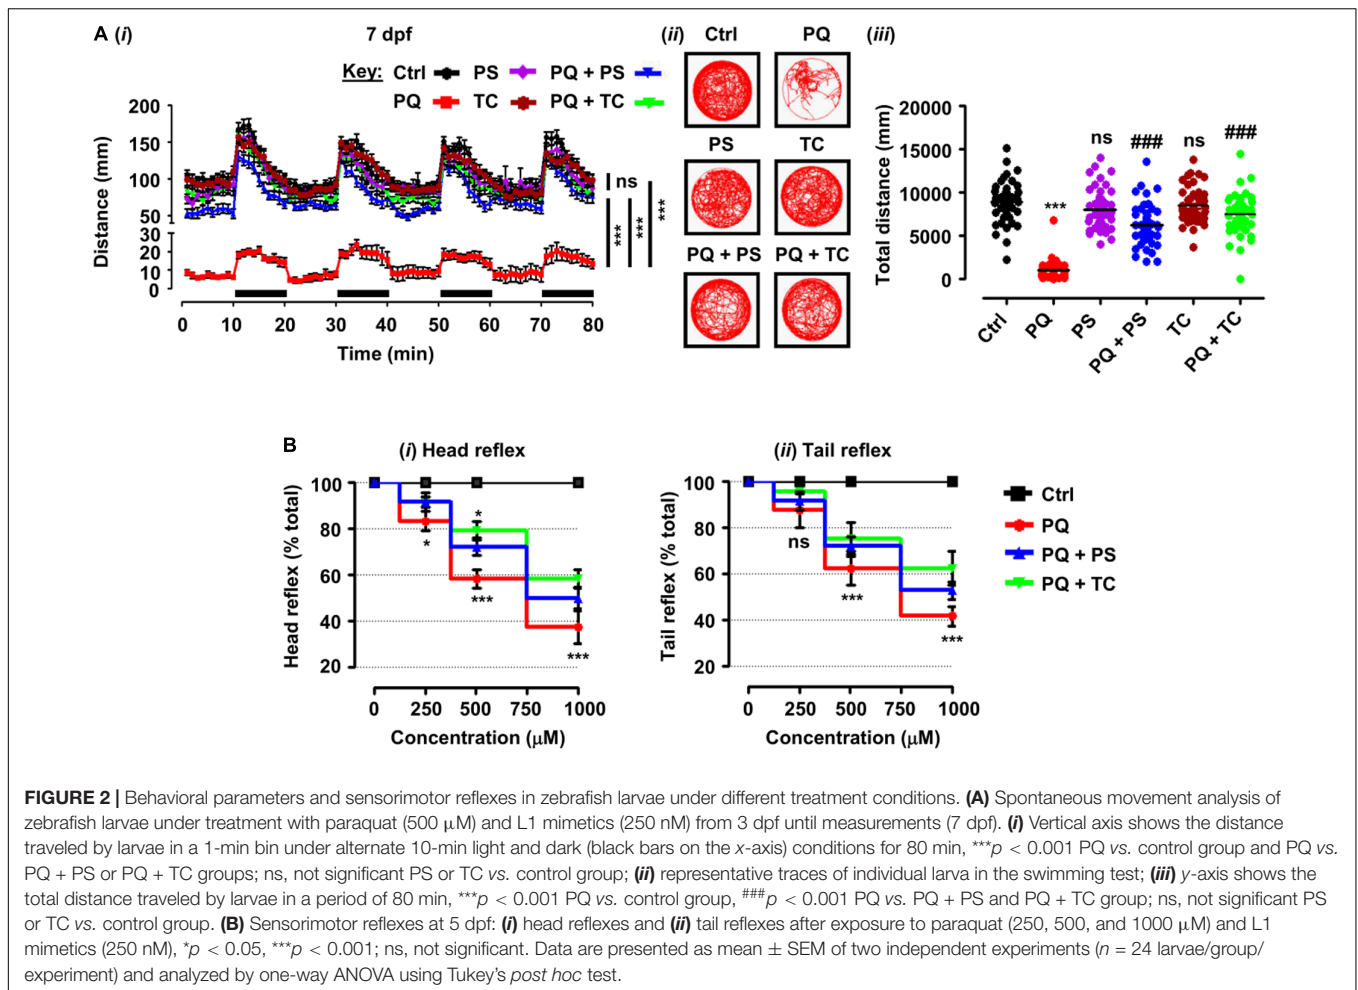 A (i) 7 dpf (ii) Ctrl PQ (iii)
Key: Ctrl PS PQ + PS
PQ TC PQ + TC
200
150
100
50
30
20
10
0
Distance (mm)
ns
***
***
***
0 10 20 30 40 50 60 70 80
Time (min)
PS TC
PQ + PS PQ + TC
20000
15000
10000
5000
0
Total distance (mm)
*** ns ### ns ###
Ctrl PQ PS PQ + PS TC PQ + TC
B (i) Head reflex (ii) Tail reflex
100
80
60
40
20
Head reflex (% total)
*
*
***
***
0 250 500 750 1000
Concentration (μM)
100
80
60
40
20
Tail reflex (% total)
ns
***
***
0 250 500 750 1000
Concentration (μM)
Ctrl
PQ
PQ + PS
PQ + TC
FIGURE 2 | Behavioral parameters and sensorimotor reflexes in zebrafish larvae under different treatment conditions. (A) Spontaneous movement analysis of
zebrafish larvae under treatment with paraquat (500 μM) and L1 mimetics (250 nM) from 3 dpf until measurements (7 dpf). (i) Vertical axis shows the distance
traveled by larvae in a 1-min bin under alternate 10-min light and dark (black bars on the x-axis) conditions for 80 min, ***p < 0.001 PQ vs. control group and PQ vs.
PQ + PS or PQ + TC groups; ns, not significant PS or TC vs. control group; (ii) representative traces of individual larva in the swimming test; (iii) y-axis shows the
total distance traveled by larvae in a period of 80 min, ***p < 0.001 PQ vs. control group, ###p < 0.001 PQ vs. PQ + PS and PQ + TC group; ns, not significant PS
or TC vs. control group. (B) Sensorimotor reflexes at 5 dpf: (i) head reflexes and (ii) tail reflexes after exposure to paraquat (250, 500, and 1000 μM) and L1
mimetics (250 nM), *p < 0.05, ***p < 0.001; ns, not significant. Data are presented as mean ± SEM of two independent experiments (n = 24 larvae/group/
experiment) and analyzed by one-way ANOVA using Tukey's post hoc test.